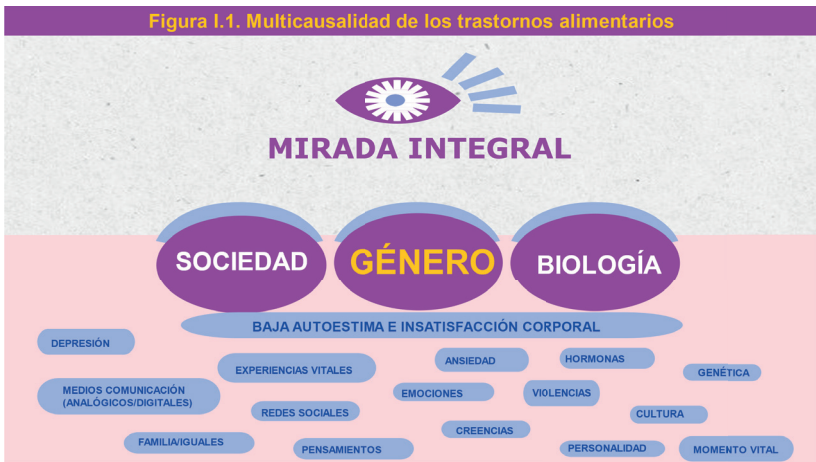 Figura I.1. Multicausalidad de los trastornos alimentarios
MIRADA INTEGRAL
SOCIEDAD
GÉNERO
BIOLOGÍA
BAJA AUTOESTIMA E INSATISFACCIÓN CORPORAL
DEPRESIÓN
EXPERIENCIAS VITALES
ANSIEDAD
HORMONAS
GENÉTICA
MEDIOS COMUNICACIÓN
(ANALÓGICOS/DIGITALES)
EMOCIONES
VIOLENCIAS
REDES SOCIALES
CULTURA
CREENCIAS
FAMILIA/IGUALES
PENSAMIENTOS
PERSONALIDAD
MOMENTO VITAL